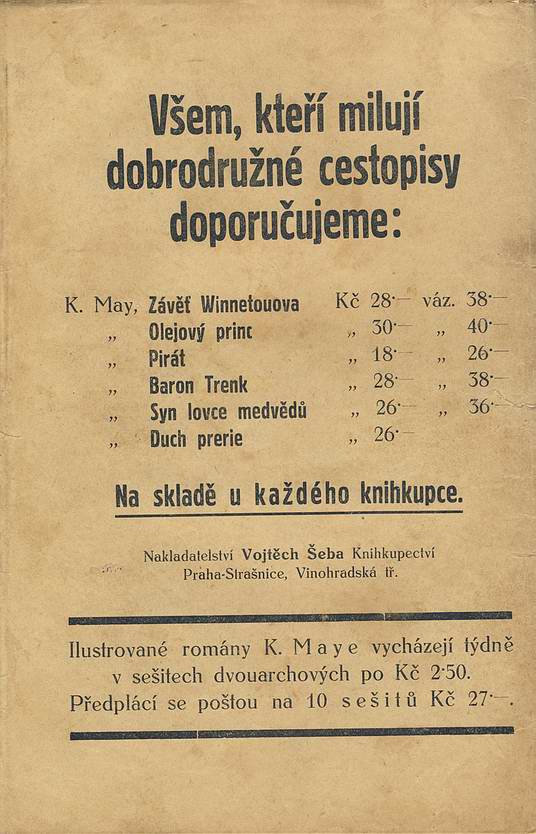 Všem, kteří milují
dobrodružné cestopisy
doporučujeme:
K. May, Závěť Winnetouova Kč 28·— váz. 38·—
„ Olejový princ „ 30·— „ 40·—
„ Pirát „ 18·— „ 26·—
„ Baron Trenk „ 28·— „ 38·—
„ Syn lovce medvědů „ 26·— „ 36·—
„ Duch prerie „ 26·—
Na skladě u každého knihkupce.
Nakladatelství Vojtěch Šeba Knihkupectví
Praha-Strašnice, Vinohradská tř.
Ilustrované romány K. Maye vycházejí týdně
v sešitech dvouarchových po Kč 2·50.
Předplácí se poštou na 10 sešitů Kč 27·—.